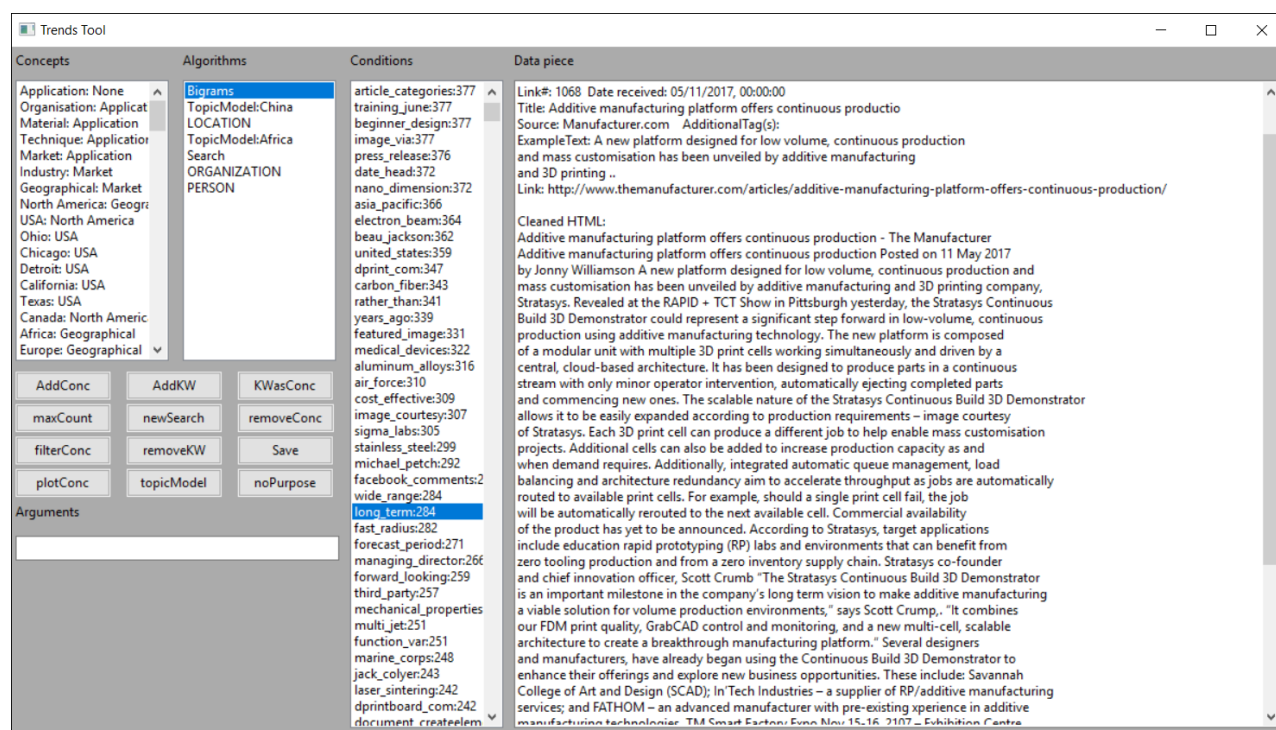 Trends Tool
Concepts
Algorithms
Conditions
Data piece
Application: None
Organisation: Applicat
Material: Application
Technique: Application
Market: Application
Industry: Market
Geographical: Market
North America: Geogra
USA: North America
Ohio: USA
Chicago: USA
Detroit: USA
California: USA
Texas: USA
Canada: North Americ
Africa: Geographical
Europe: Geographical
Bigrams
TopicModel:China
LOCATION
TopicModel:Africa
Search
ORGANIZATION
PERSON
AddConc
AddKW
KWasConc
maxCount
newSearch
removeConc
filterConc
removeKW
Save
plotConc
topicModel
noPurpose
Arguments
article_categories:377
training_june:377
beginner_design:377
image_via:377
press_release:376
date_head:372
nano_dimension:372
asia_pacific:366
electron_beam:364
beau_jackson:362
united_states:359
dprint_com:347
carbon_fiber:343
rather_than:341
years_ago:339
featured_image:331
medical_devices:322
aluminum_alloys:316
air_force:310
cost_effective:309
image_courtesy:307
sigma_labs:305
stainless_steel:299
michael_petch:292
facebook_comments:2
wide_range:284
long_term:284
fast_radius:282
forecast_period:271
managing_director:266
forward_looking:259
third_party:257
mechanical_properties
multi_jet:251
function_var:251
marine_corps:248
jack_colyer:243
laser_sintering:242
dprintboard_com:242
document_createelem
Link#: 1068 Date received: 05/11/2017, 00:00:00
Title: Additive manufacturing platform offers continuous productio
Source: Manufacturer.com AdditionalTag(s):
ExampleText: A new platform designed for low volume, continuous production
and mass customisation has been unveiled by additive manufacturing
and 3D printing ..
Link: http://www.themanufacturer.com/articles/additive-manufacturing-platform-offers-continuous-production/
Cleaned HTML:
Additive manufacturing platform offers continuous production - The Manufacturer
Additive manufacturing platform offers continuous production Posted on 11 May 2017
by Jonny Williamson A new platform designed for low volume, continuous production and
mass customisation has been unveiled by additive manufacturing and 3D printing company,
Stratasys. Revealed at the RAPID + TCT Show in Pittsburgh yesterday, the Stratasys Continuous
Build 3D Demonstrator could represent a significant step forward in low-volume, continuous
production using additive manufacturing technology. The new platform is composed
of a modular unit with multiple 3D print cells working simultaneously and driven by a
central, cloud-based architecture. It has been designed to produce parts in a continuous
stream with only minor operator intervention, automatically ejecting completed parts
and commencing new ones. The scalable nature of the Stratasys Continuous Build 3D Demonstrator
allows it to be easily expanded according to production requirements – image courtesy
of Stratasys. Each 3D print cell can produce a different job to help enable mass customisation
projects. Additional cells can also be added to increase production capacity as and
when demand requires. Additionally, integrated automatic queue management, load
balancing and architecture redundancy aim to accelerate throughput as jobs are automatically
routed to available print cells. For example, should a single print cell fail, the job
will be automatically rerouted to the next available cell. Commercial availability
of the product has yet to be announced. According to Stratasys, target applications
include education rapid prototyping (RP) labs and environments that can benefit from
zero tooling production and from a zero inventory supply chain. Stratasys co-founder
and chief innovation officer, Scott Crumb “The Stratasys Continuous Build 3D Demonstrator
is an important milestone in the company’s long term vision to make additive manufacturing
a viable solution for volume production environments,” says Scott Crump,. “It combines
our FDM print quality, GrabCAD control and monitoring, and a new multi-cell, scalable
architecture to create a breakthrough manufacturing platform.” Several designers
and manufacturers, have already began using the Continuous Build 3D Demonstrator to
enhance their offerings and explore new business opportunities. These include: Savannah
College of Art and Design (SCAD); In’Tech Industries – a supplier of RP/additive manufacturing
services; and FATHOM – an advanced manufacturer with pre-existing xperience in additive
manufacturing technologies. TM Smart Factory Expo Nov 15-16, 2107 – Exhibition Centre